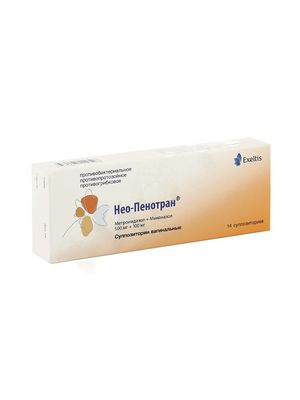 Exeltis
противобактериальное
противопротозойное
противогрибковое
Нео-Пенотран®
Метронидазол + Миконазол
500 мг + 100 мг
Суппозитории вагинальные
14 суппозиториев